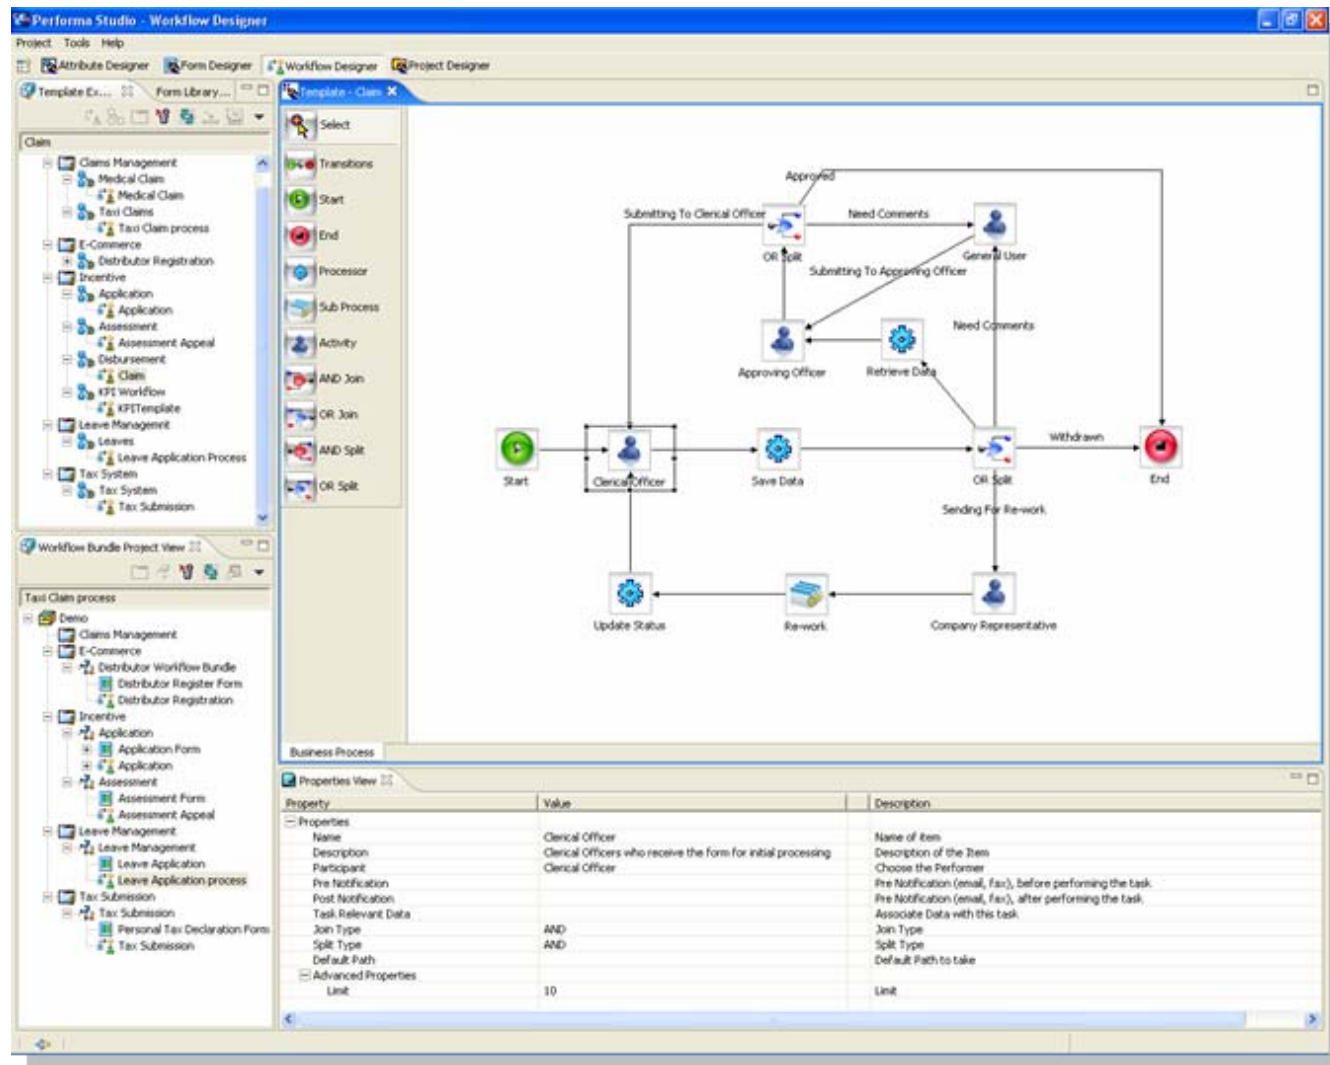 Performa Studio - Workflow Designer
Project Tools Help
Attribute Designer Form Designer Workflow Designer Project Designer
Template Ex... Form Library...
Claim
Claims Management
Medical Claim
Medical Claim
Taxi Claims
Taxi Claim process
E-Commerce
Distributor Registration
Incentive
Application
Application
Assessment
Assessment Appeal
Disbursement
Claim
KPI Workflow
KPITemplate
Leave Managemnt
Leaves
Leave Application Process
Tax System
Tax System
Tax Submission
Workflow Bundle Project View
Taxi Claim process
Demo
Claims Management
E-Commerce
Distributor Workflow Bundle
Distributor Register Form
Distributor Registration
Incentive
Application
Application Form
Application
Assessment
Assessment Form
Assessment Appeal
Leave Management
Leave Management
Leave Application
Leave Application process
Tax Submission
Tax Submission
Personal Tax Declaration Form
Tax Submission
Template - Claim
Select
Transitions
Start
End
Processor
Sub Process
Activity
AND Join
OR Join
AND Split
OR Split
Approved
Submitting To Clerical Officer
Need Comments
OR Split
General User
Submitting To Approving Officer
Need Comments
Approving Officer
Retrieve Data
Withdrawn
Start
Clerical Officer
Save Data
OR Split
End
Sending For Re-work
Update Status
Re-work
Company Representative
Business Process
Properties View
Property Value Description
Properties
Name Clerical Officer Name of item
Description Clerical Officers who receive the form for initial processing Description of the Item
Participant Clerical Officer Choose the Performer
Pre Notification Pre Notification (email, fax), before performing the task
Post Notification Pre Notification (email, fax), after performing the task
Task Relevant Data Associate Data with this task
Join Type AND Join Type
Split Type AND Split Type
Default Path Default Path to take
Advanced Properties
Limit 10 Limit